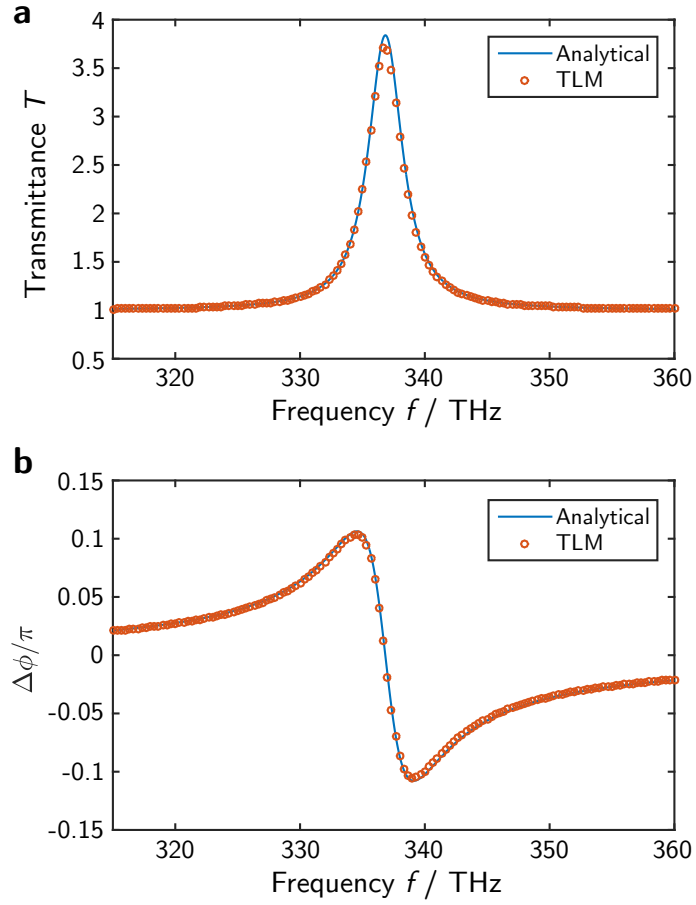 a
4
3.5
3
2.5
2
1.5
1
0.5
Transmittance T
Analytical
TLM
320 330 340 350 360
Frequency f / THz
b
0.15
0.1
0.05
0
-0.05
-0.1
-0.15
Δϕ/π
Analytical
TLM
320 330 340 350 360
Frequency f / THz